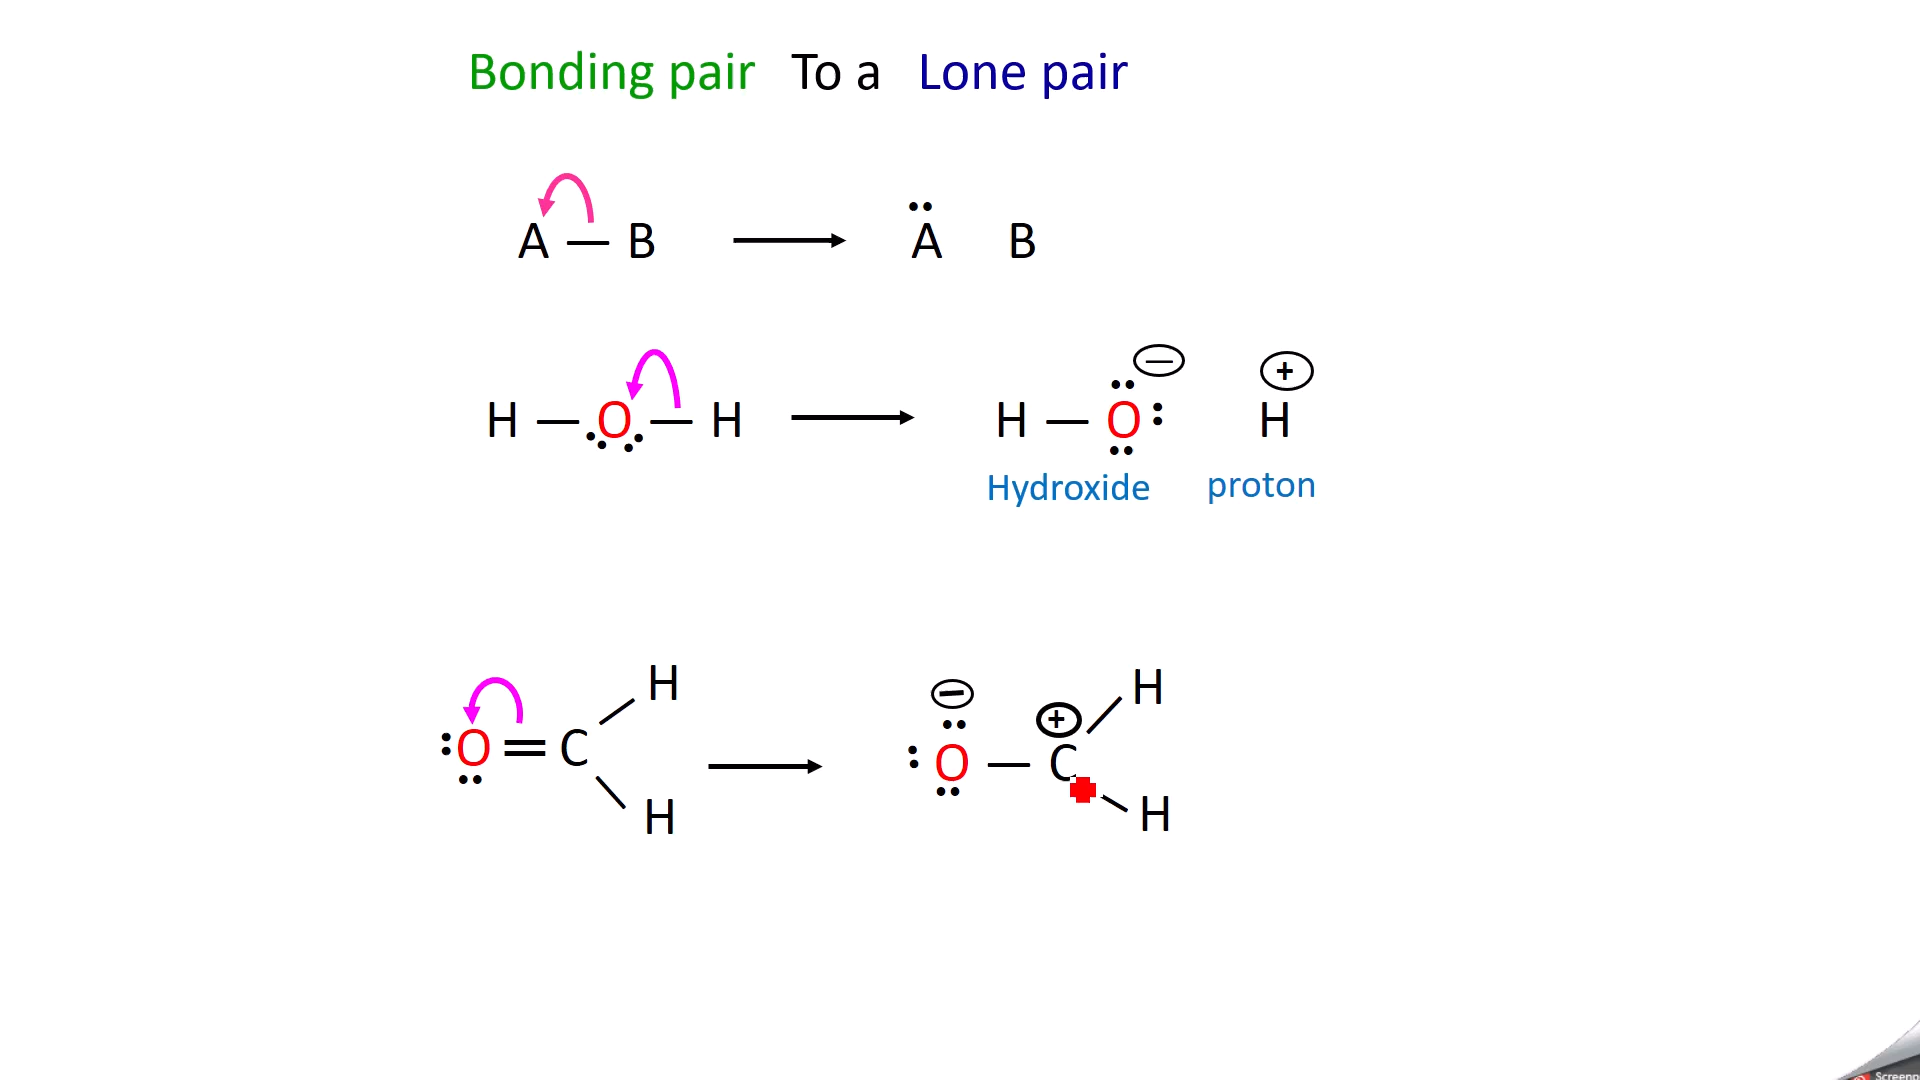 Bonding pair To a Lone pair
A — B → A B
H — O — H → H — O H
− +
Hydroxide proton
H H
O = C → O — C
− +
H H